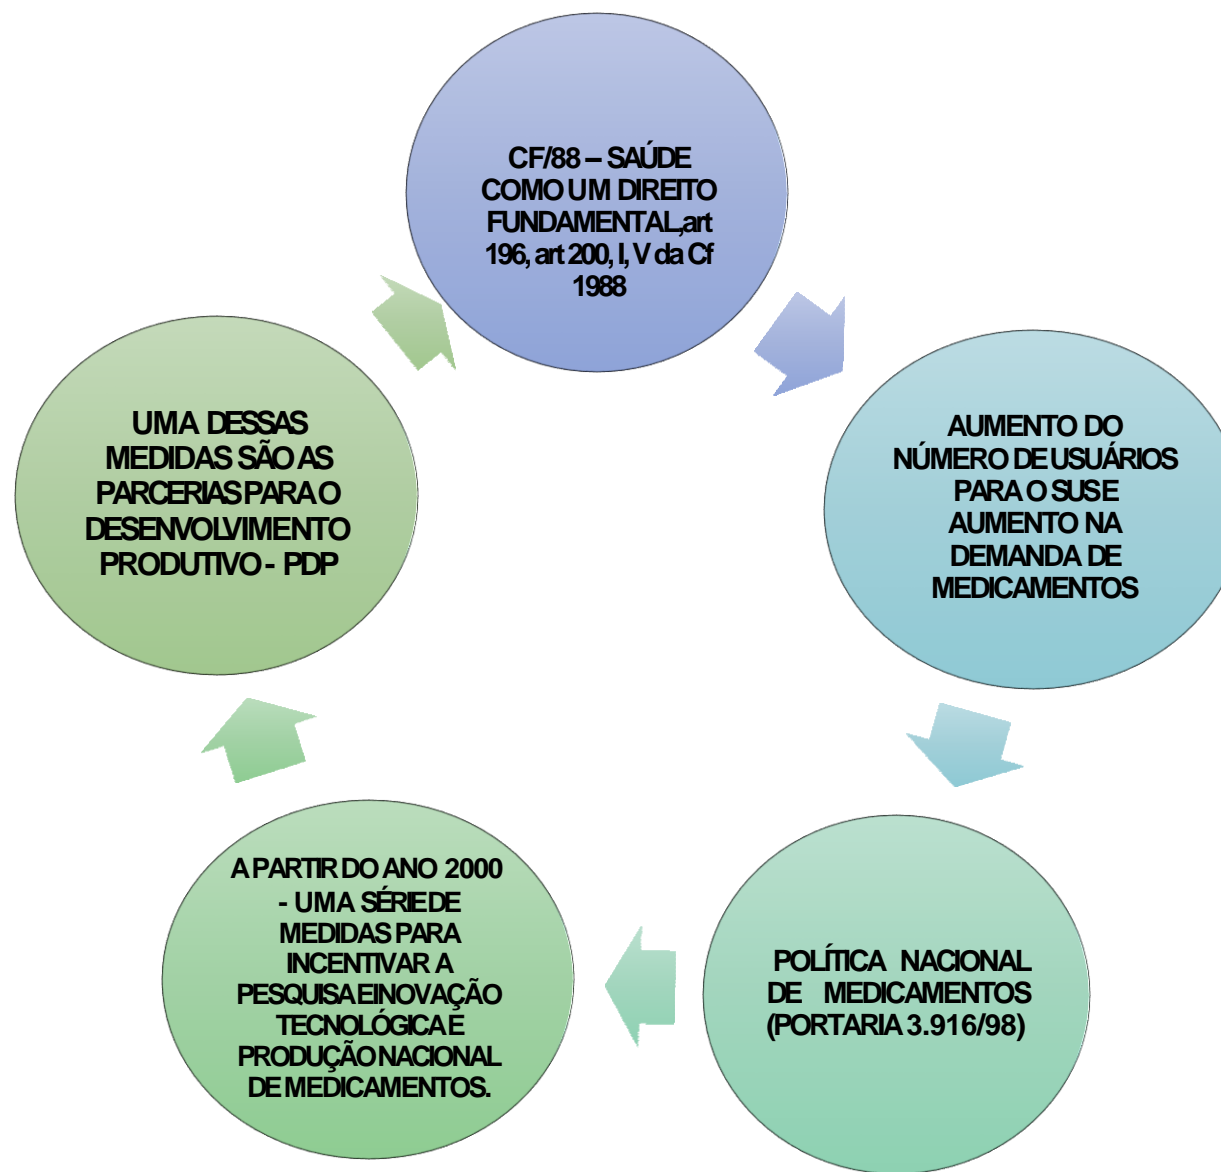 CF/88 – SAÚDE
COMO UM DIREITO
FUNDAMENTAL,art
196, art 200, I, V da Cf
1988
AUMENTO DO
NÚMERO DE USUÁRIOS
PARA O SUS E
AUMENTO NA
DEMANDA DE
MEDICAMENTOS
POLÍTICA NACIONAL
DE MEDICAMENTOS
(PORTARIA 3.916/98)
A PARTIR DO ANO 2000
- UMA SÉRIE DE
MEDIDAS PARA
INCENTIVAR A
PESQUISA E INOVAÇÃO
TECNOLÓGICA E
PRODUÇÃO NACIONAL
DE MEDICAMENTOS.
UMA DESSAS
MEDIDAS SÃO AS
PARCERIAS PARA O
DESENVOLVIMENTO
PRODUTIVO - PDP